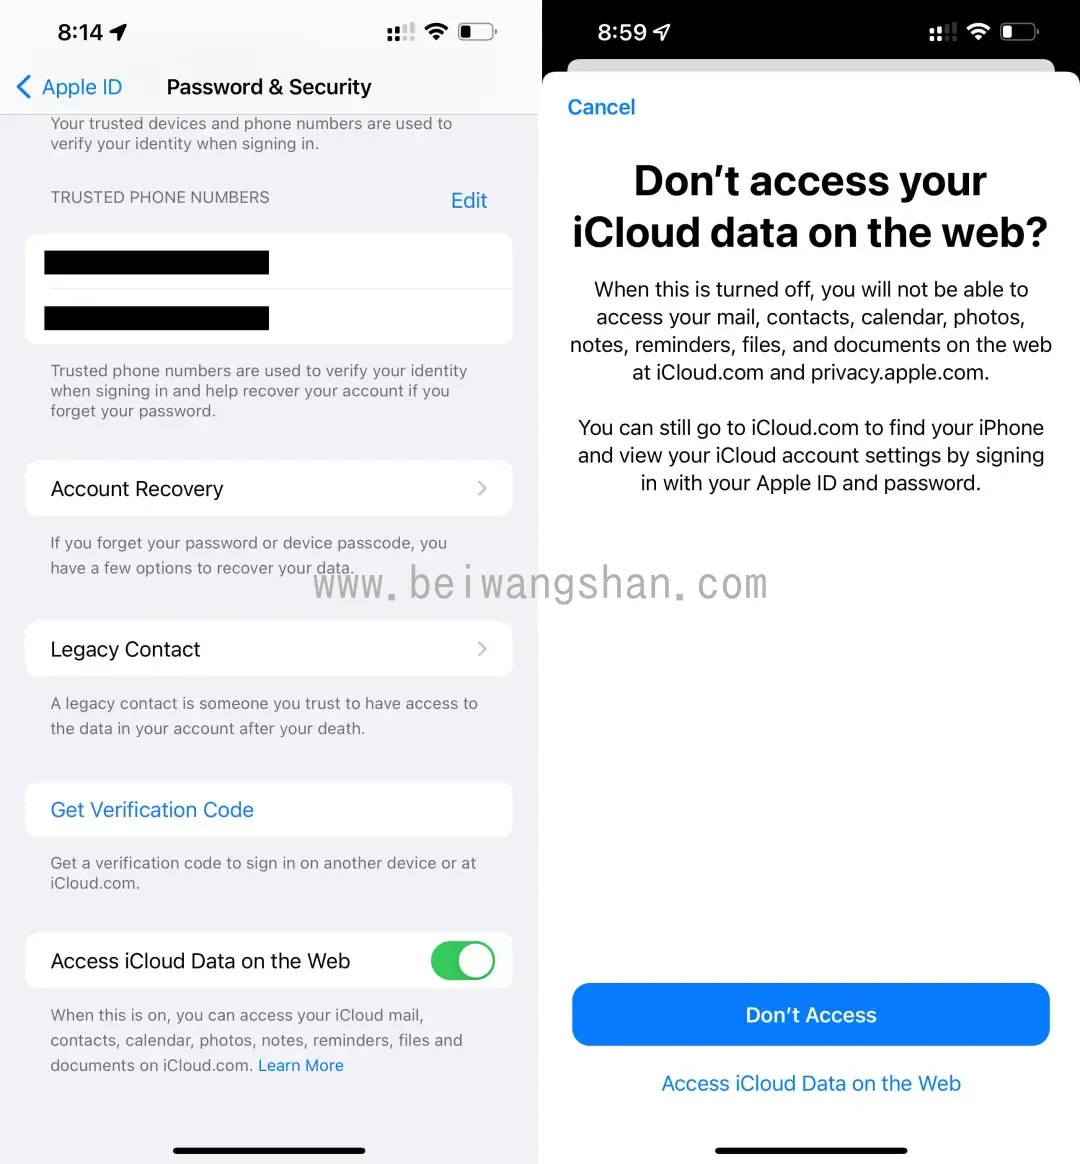 8:14
Apple ID
Password & Security
Your trusted devices and phone numbers are used to
verify your identity when signing in.
TRUSTED PHONE NUMBERS
Edit
Trusted phone numbers are used to verify your identity
when signing in and help recover your account if you
forget your password.
Account Recovery
If you forget your password or device passcode, you
have a few options to recover your data.
Legacy Contact
A legacy contact is someone you trust to have access to
the data in your account after your death.
Get Verification Code
Get a verification code to sign in on another device or at
iCloud.com.
Access iCloud Data on the Web
When this is on, you can access your iCloud mail,
contacts, calendar, photos, notes, reminders, files and
documents on iCloud.com. Learn More
8:59
Cancel
Don’t access your
iCloud data on the web?
When this is turned off, you will not be able to
access your mail, contacts, calendar, photos,
notes, reminders, files, and documents on the web
at iCloud.com and privacy.apple.com.
You can still go to iCloud.com to find your iPhone
and view your iCloud account settings by signing
in with your Apple ID and password.
Don’t Access
Access iCloud Data on the Web
www.beiwangshan.com